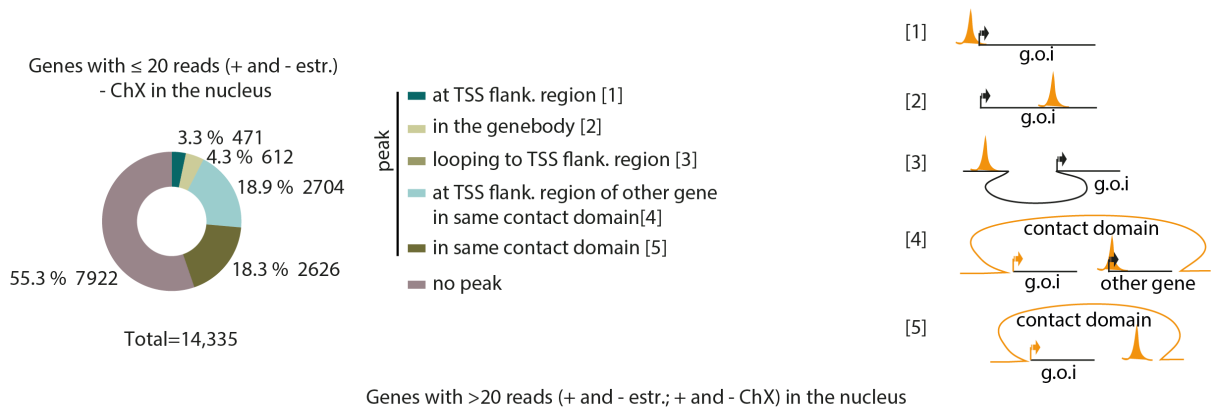 Genes with ≤ 20 reads (+ and - estr.)
- ChX in the nucleus
3.3 % 471
4.3 % 612
18.9 % 2704
18.3 % 2626
55.3 % 7922
Total=14,335
peak
at TSS flank. region [1]
in the genebody [2]
looping to TSS flank. region [3]
at TSS flank. region of other gene
in same contact domain[4]
in same contact domain [5]
no peak
[1]
g.o.i
[2]
g.o.i
[3]
g.o.i
[4]
contact domain
g.o.i
other gene
[5]
contact domain
g.o.i
Genes with >20 reads (+ and - estr.; + and - ChX) in the nucleus